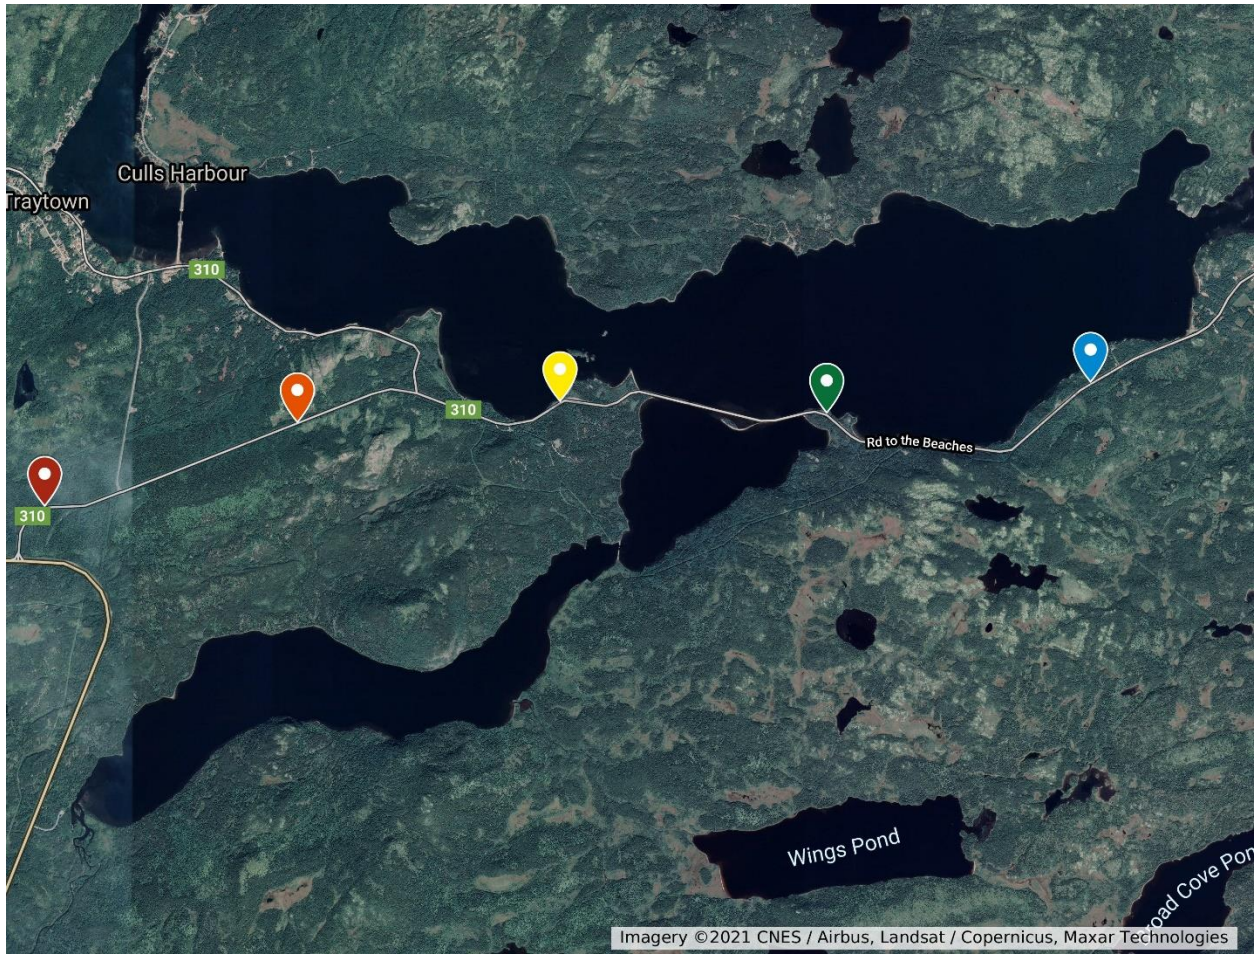 Culls Harbour
Traytown
310
310
Rd to the Beaches
310
Wings Pond
Broad Cove Pon
Imagery ©2021 CNES / Airbus, Landsat / Copernicus, Maxar Technologies